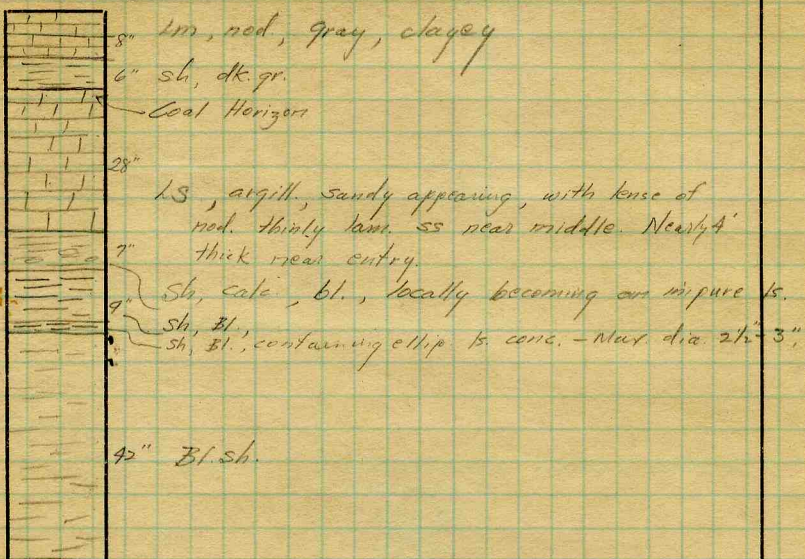 8" Lm, nod, gray, clayey
6" sh, dk. gr.
Coal Horizon
28"
LS, argill., sandy appearing, with lense of
nod. thinly lam. ss near middle. Nearly 4'
thick near entry.
7"
Sh, calc, bl., locally becoming an impure ls.
9" sh, Bl.,
sh, Bl., containing ellip ls. conc. - Max. dia. 2½"-3",
42" Bl. sh.